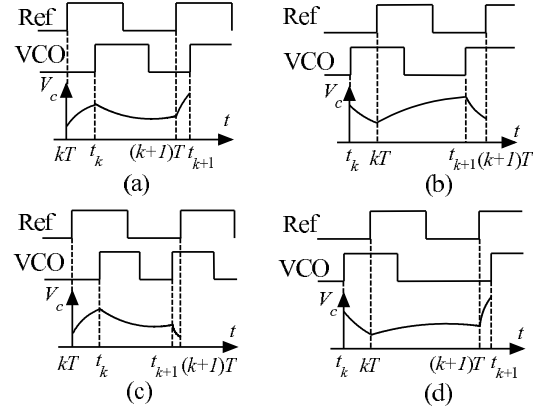 Ref
VCO
V_c
t
kT t_k (k+1)T t_{k+1}
(a)
Ref
VCO
V_c
t
t_k kT t_{k+1} (k+1)T
(b)
Ref
VCO
V_c
t
kT t_k t_{k+1} (k+1)T
(c)
Ref
VCO
V_c
t
t_k kT (k+1)T t_{k+1}
(d)